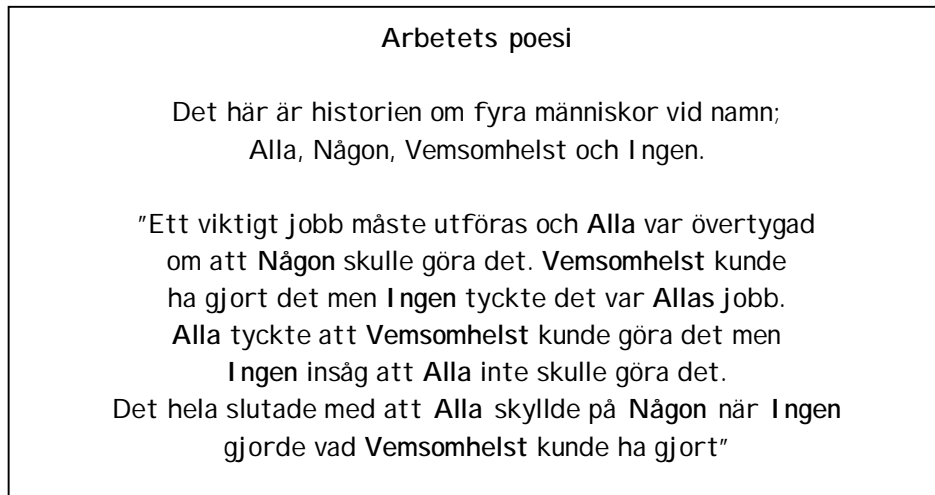 Arbetets poesi
Det här är historien om fyra människor vid namn;
Alla, Någon, Vemsomhelst och Ingen.
"Ett viktigt jobb måste utföras och Alla var övertygad
om att Någon skulle göra det. Vemsomhelst kunde
ha gjort det men Ingen tyckte det var Allas jobb.
Alla tyckte att Vemsomhelst kunde göra det men
Ingen insåg att Alla inte skulle göra det.
Det hela slutade med att Alla skyllde på Någon när Ingen
gjorde vad Vemsomhelst kunde ha gjort"